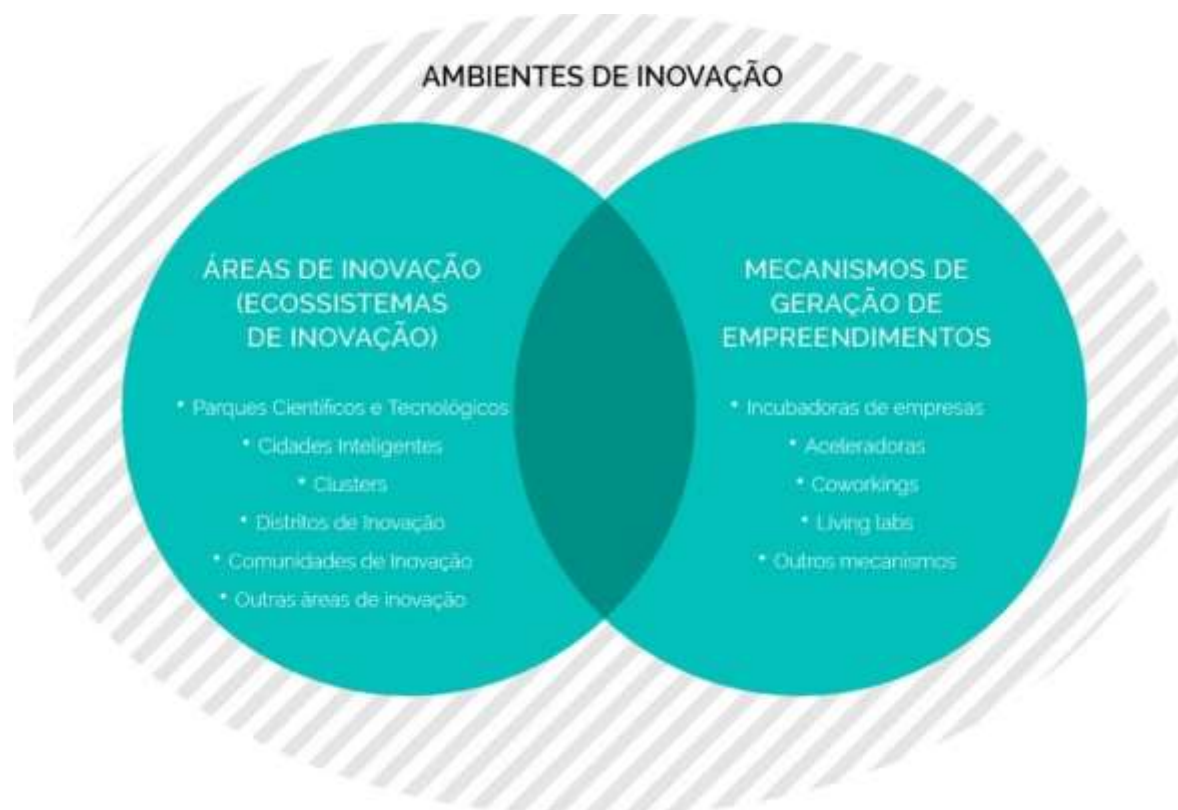 AMBIENTES DE INOVAÇÃO
ÁREAS DE INOVAÇÃO
(ECOSSISTEMAS
DE INOVAÇÃO)
• Parques Científicos e Tecnológicos
• Cidades Inteligentes
• Clusters
• Distritos de Inovação
• Comunidades de Inovação
• Outras áreas de inovação
MECANISMOS DE
GERAÇÃO DE
EMPREENDIMENTOS
• Incubadoras de empresas
• Aceleradoras
• Coworkings
• Living labs
• Outros mecanismos